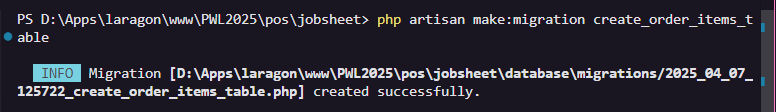 PS D:\Apps\laragon\www\PWL2025\pos\jobsheet> php artisan make:migration create_order_items_t
able
INFO Migration [D:\Apps\laragon\www\PWL2025\pos\jobsheet\database\migrations/2025_04_07_
125722_create_order_items_table.php] created successfully.